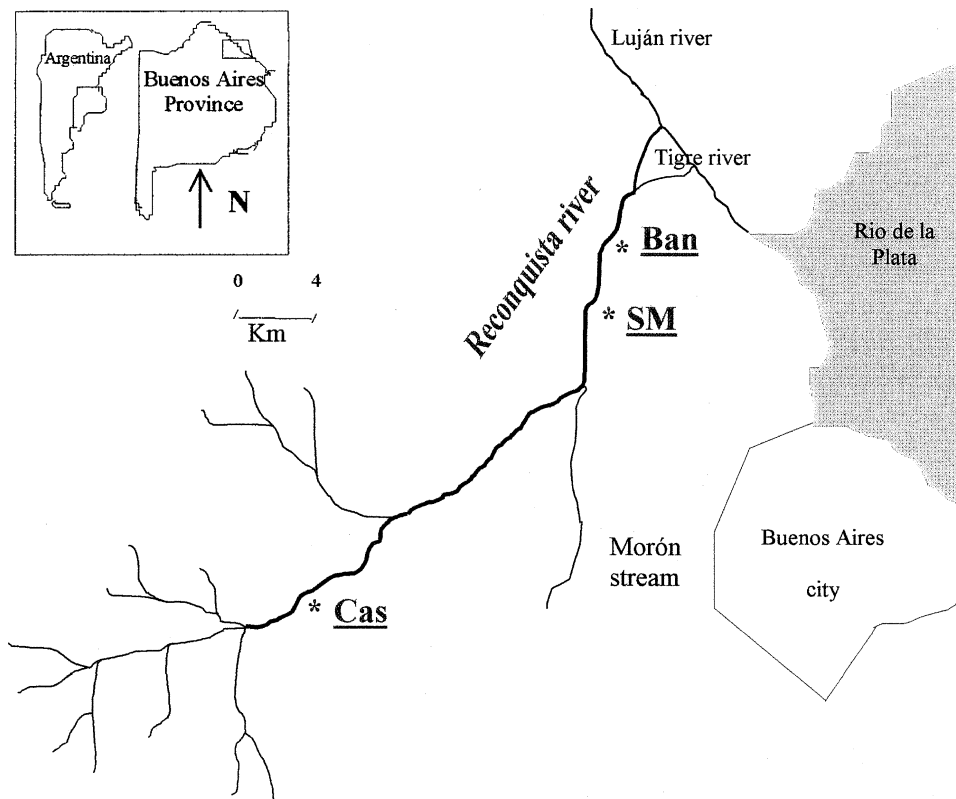 Argentina
Buenos Aires
Province
N
Luján river
Tigre river
Reconquista river
* Ban
* SM
Rio de la
Plata
0 4
Km
Morón
stream
Buenos Aires
city
* Cas